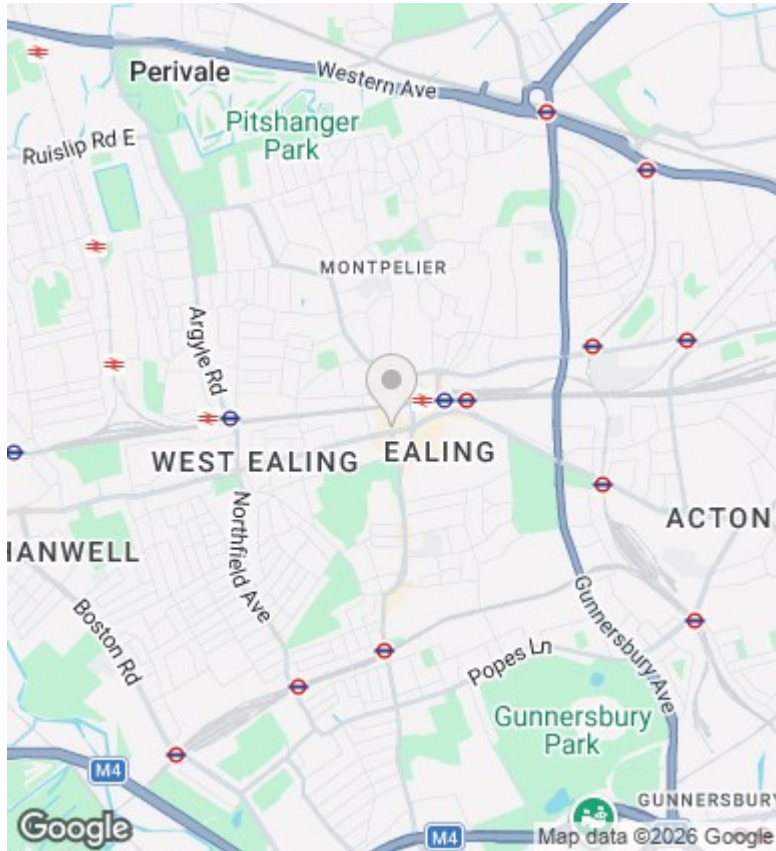 Perivale
Western Ave
Pitshanger
Park
Ruislip Rd E
MONTPELIER
Argyle Rd
WEST EALING
EALING
Northfield Ave
ACTON
HANWELL
Boston Rd
Gunnersbury Ave
Popes Ln
Gunnersbury
Park
M4
GUNNERSBURY
M4
Google
Map data ©2026 Google